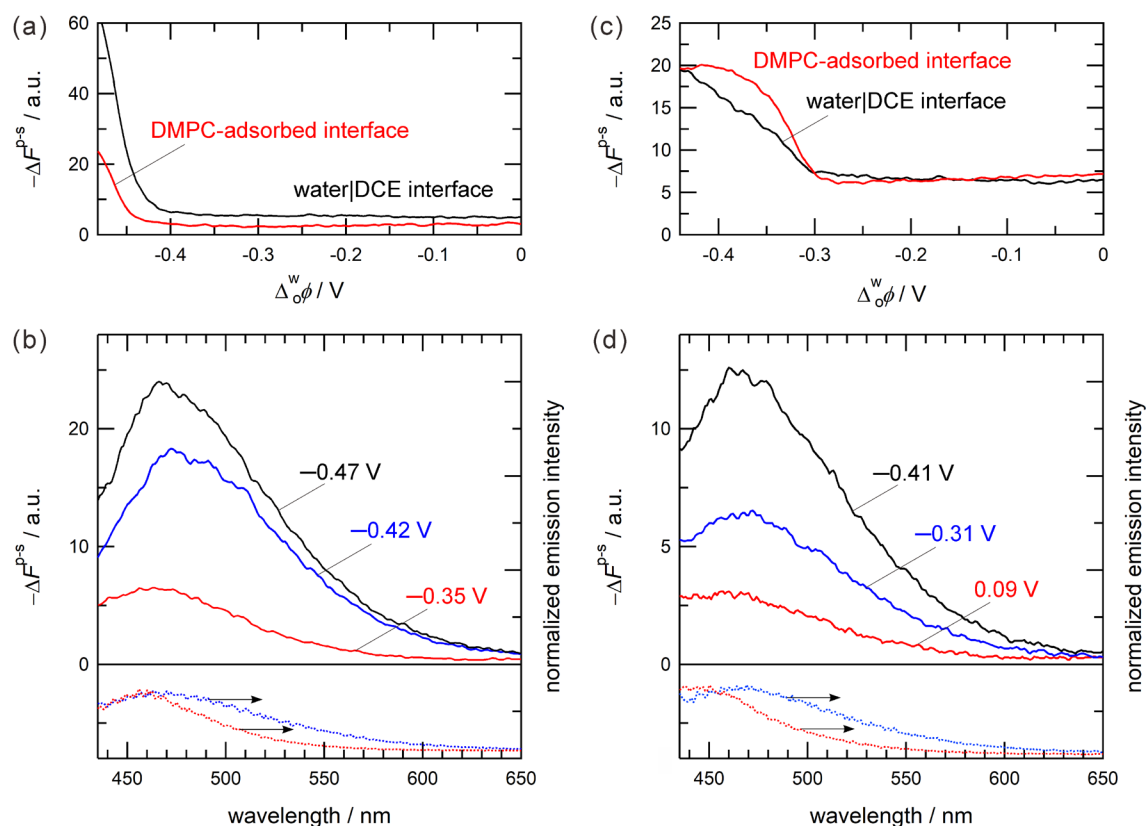 (a)
60
40
20
0
−ΔF^p-s / a.u.
DMPC-adsorbed interface
water|DCE interface
-0.4
-0.3
-0.2
-0.1
0
Δ^w_oϕ / V
(c)
25
20
15
10
5
0
−ΔF^p-s / a.u.
DMPC-adsorbed interface
water|DCE interface
-0.4
-0.3
-0.2
-0.1
0
Δ^w_oϕ / V
(b)
20
10
0
−ΔF^p-s / a.u.
−0.47 V
−0.42 V
−0.35 V
normalized emission intensity
450
500
550
600
650
wavelength / nm
(d)
10
5
0
−ΔF^p-s / a.u.
−0.41 V
−0.31 V
0.09 V
normalized emission intensity
450
500
550
600
650
wavelength / nm